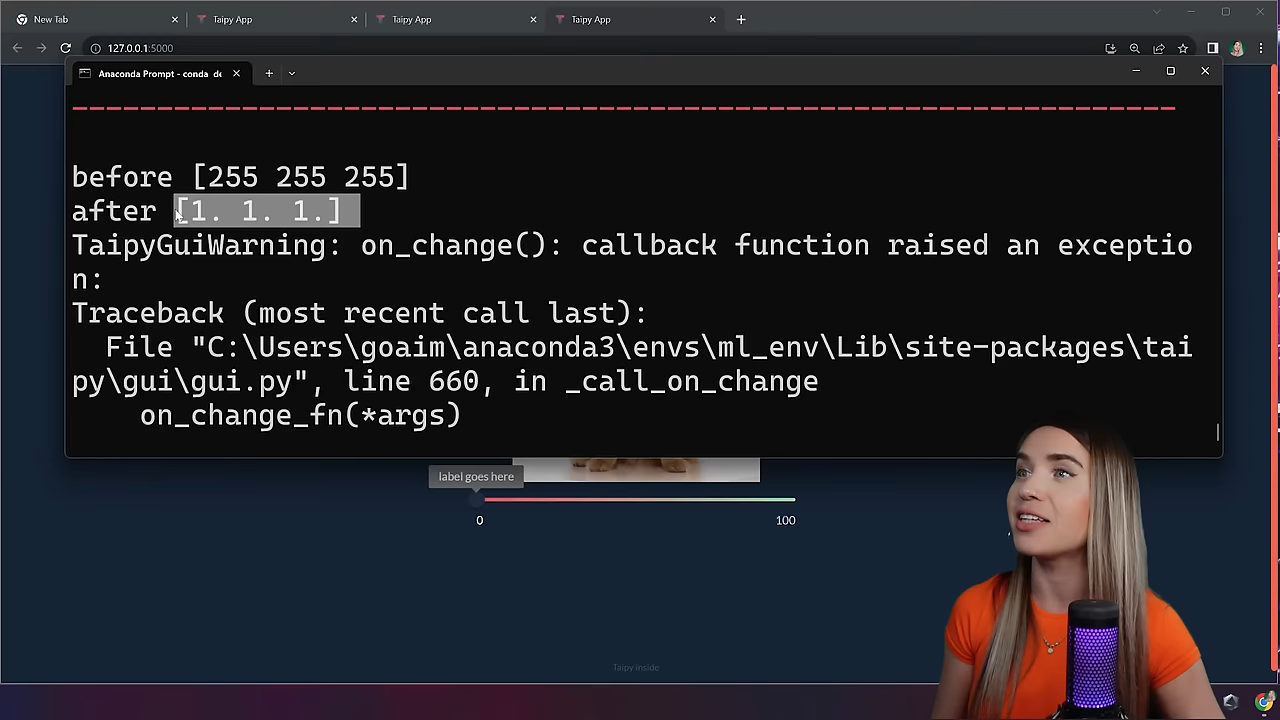 New Tab
Taipy App
Taipy App
Taipy App
127.0.0.1:5000
Anaconda Prompt - conda de
before [255 255 255]
after [1. 1. 1.]
TaipyGuiWarning: on_change(): callback function raised an exceptio
n:
Traceback (most recent call last):
File "C:\Users\goaim\anaconda3\envs\ml_env\Lib\site-packages\tai
py\gui\gui.py", line 660, in _call_on_change
on_change_fn(*args)
label goes here
0
100
Taipy inside